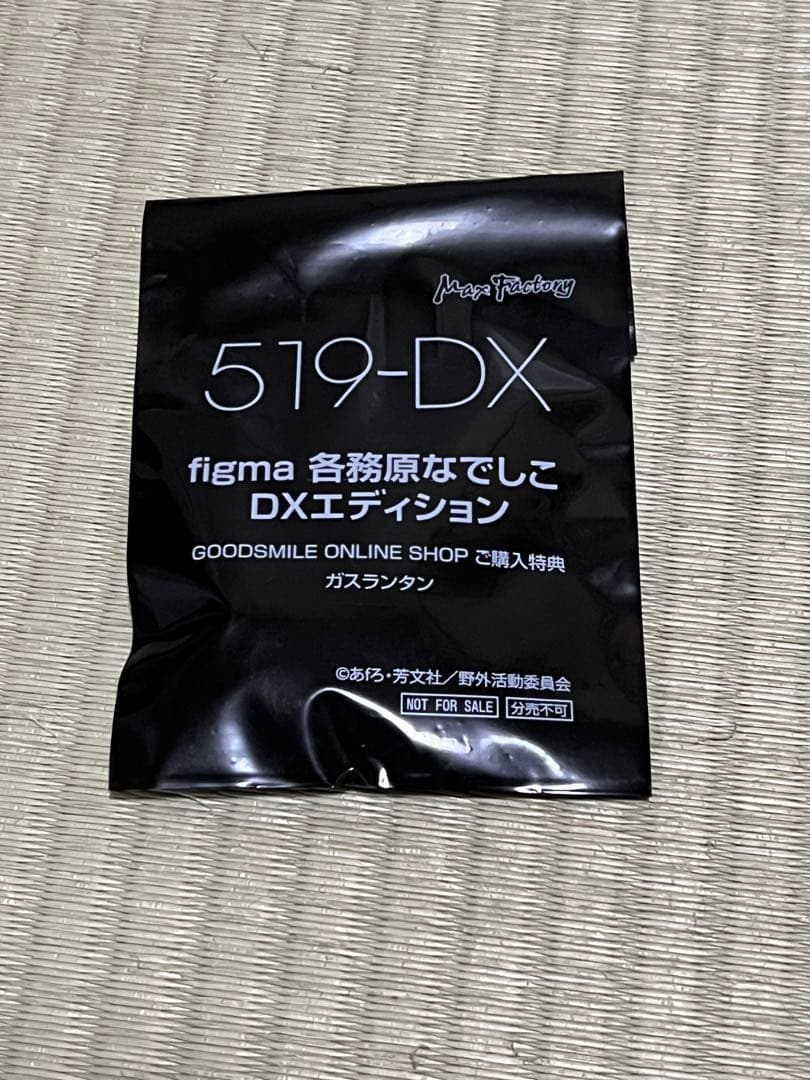 Max Factory
519-DX
figma 各務原なでしこ
DXエディション
GOODSMILE ONLINE SHOP ご購入特典
ガスランタン
©あfろ・芳文社／野外活動委員会
NOT FOR SALE 分売不可